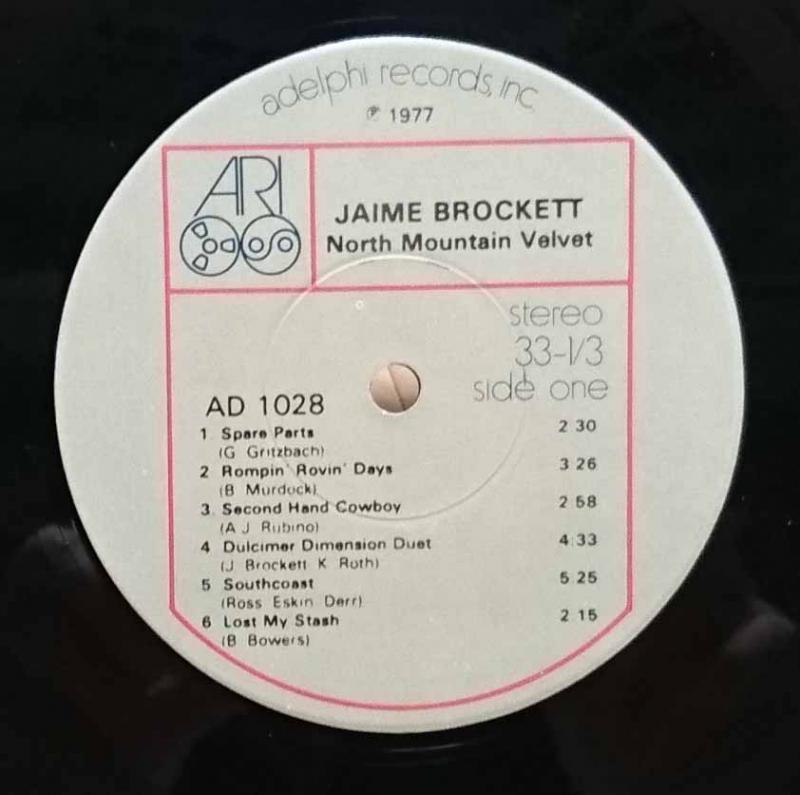 adelphi records, inc
℗ 1977
ARI
JAIME BROCKETT
North Mountain Velvet
stereo
33-1/3
side one
AD 1028
1 Spare Parts 2 30
(G Gritzbach)
2 Rompin' Rovin' Days 3 26
(B Murdock)
3 Second Hand Cowboy 2 58
(A J Rubino)
4 Dulcimer Dimension Duet 4:33
(J Brockett K Roth)
5 Southcoast 5 25
(Ross Eskin Derr)
6 Lost My Stash 2 15
(B Bowers)